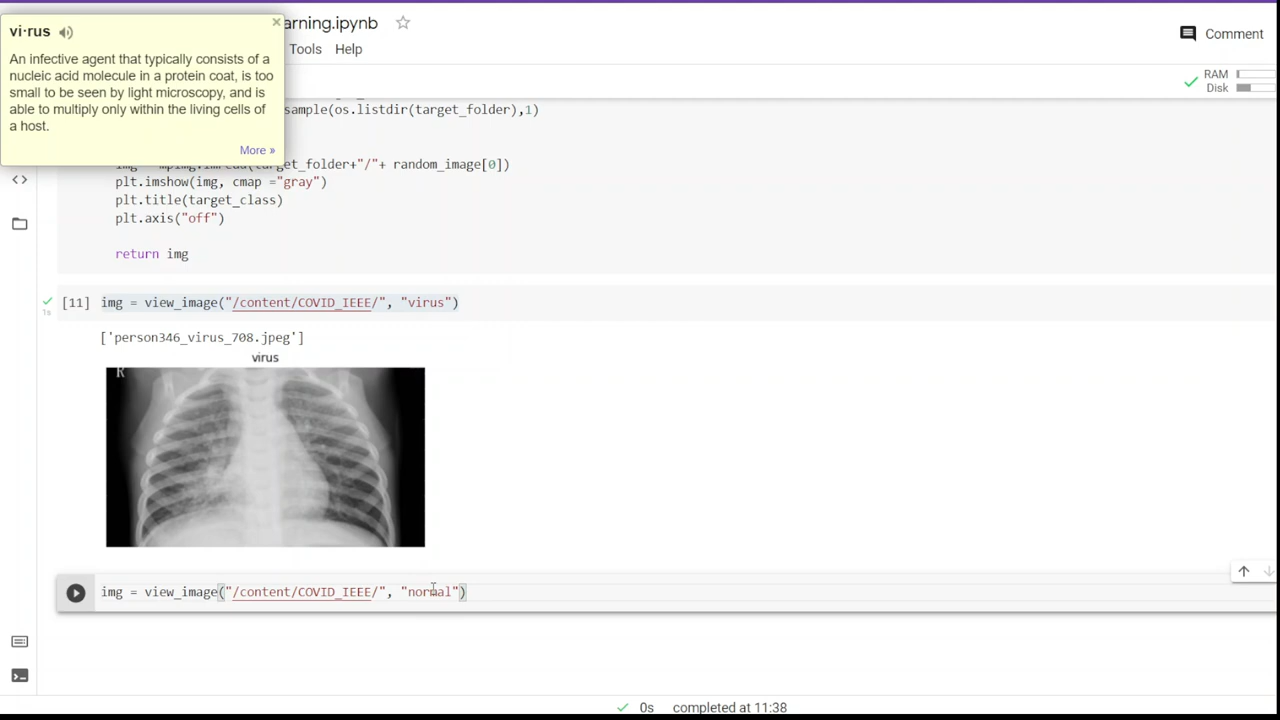 vi·rus
An infective agent that typically consists of a
nucleic acid molecule in a protein coat, is too
small to be seen by light microscopy, and is
able to multiply only within the living cells of
a host.
More »
arning.ipynb
Tools Help
Comment
RAM
Disk
sample(os.listdir(target_folder),1)
target_folder+"/"+ random_image[0])
plt.imshow(img, cmap ="gray")
plt.title(target_class)
plt.axis("off")
return img
[11] img = view_image("/content/COVID_IEEE/", "virus")
1s
['person346_virus_708.jpeg']
virus
R
img = view_image("/content/COVID_IEEE/", "normal")
0s completed at 11:38